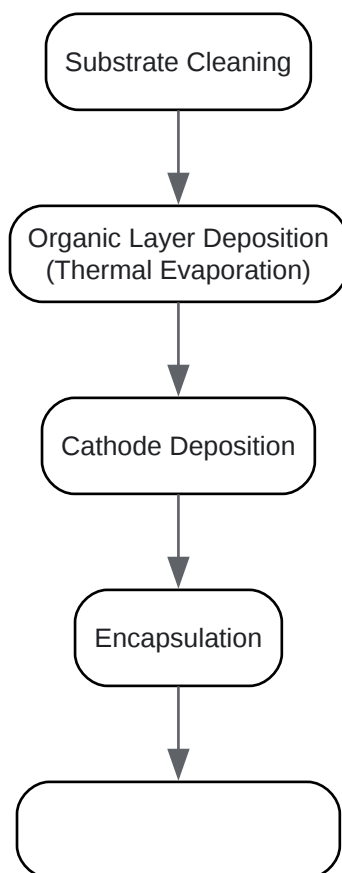 Substrate Cleaning
Organic Layer Deposition
(Thermal Evaporation)
Cathode Deposition
Encapsulation